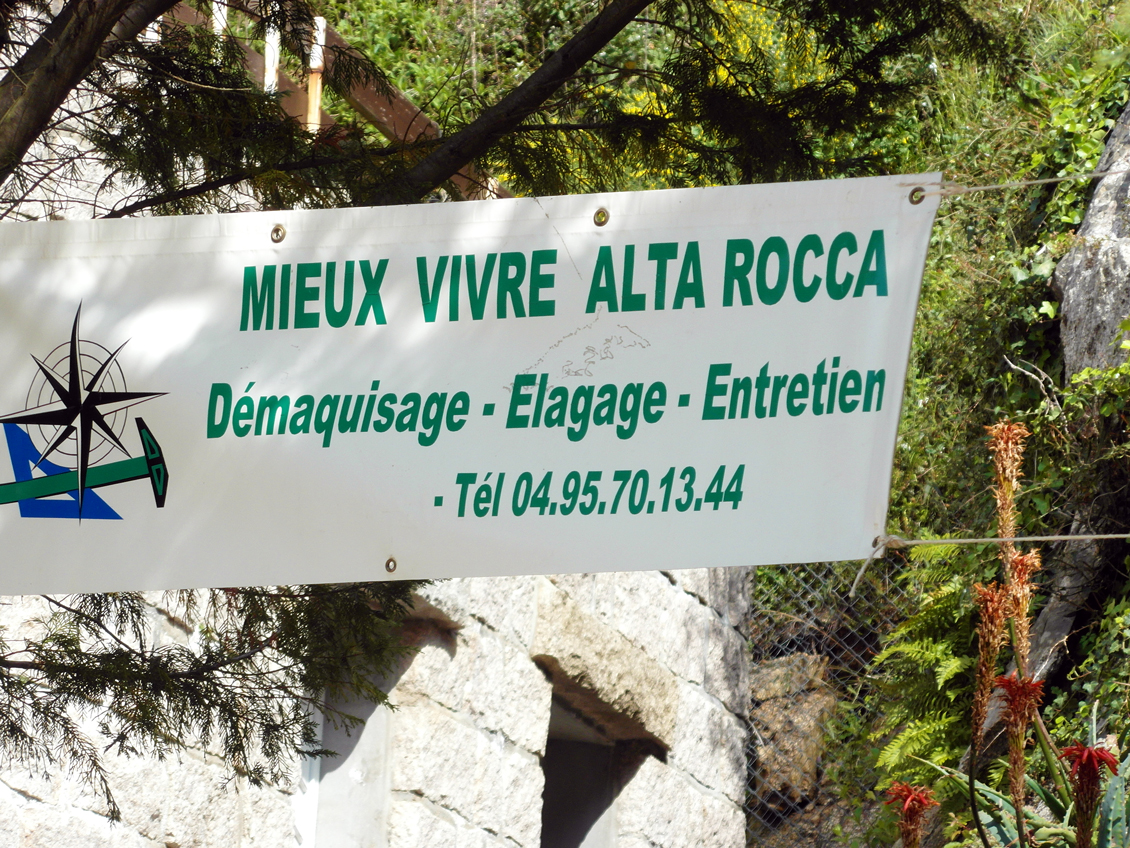 MIEUX VIVRE ALTA ROCCA
Démaquisage - Elagage - Entretien
- Tél 04.95.70.13.44